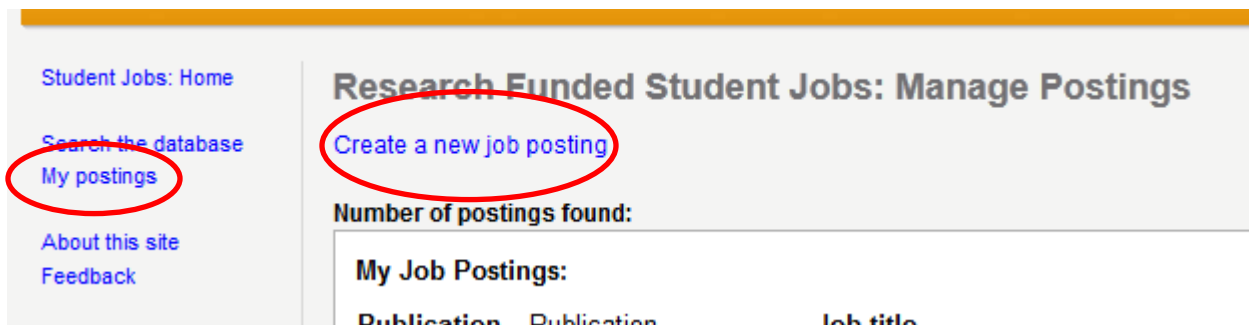 Student Jobs: Home
Search the database
My postings
About this site
Feedback
Research Funded Student Jobs: Manage Postings
Create a new job posting
Number of postings found:
My Job Postings:
Publication Publication Job title